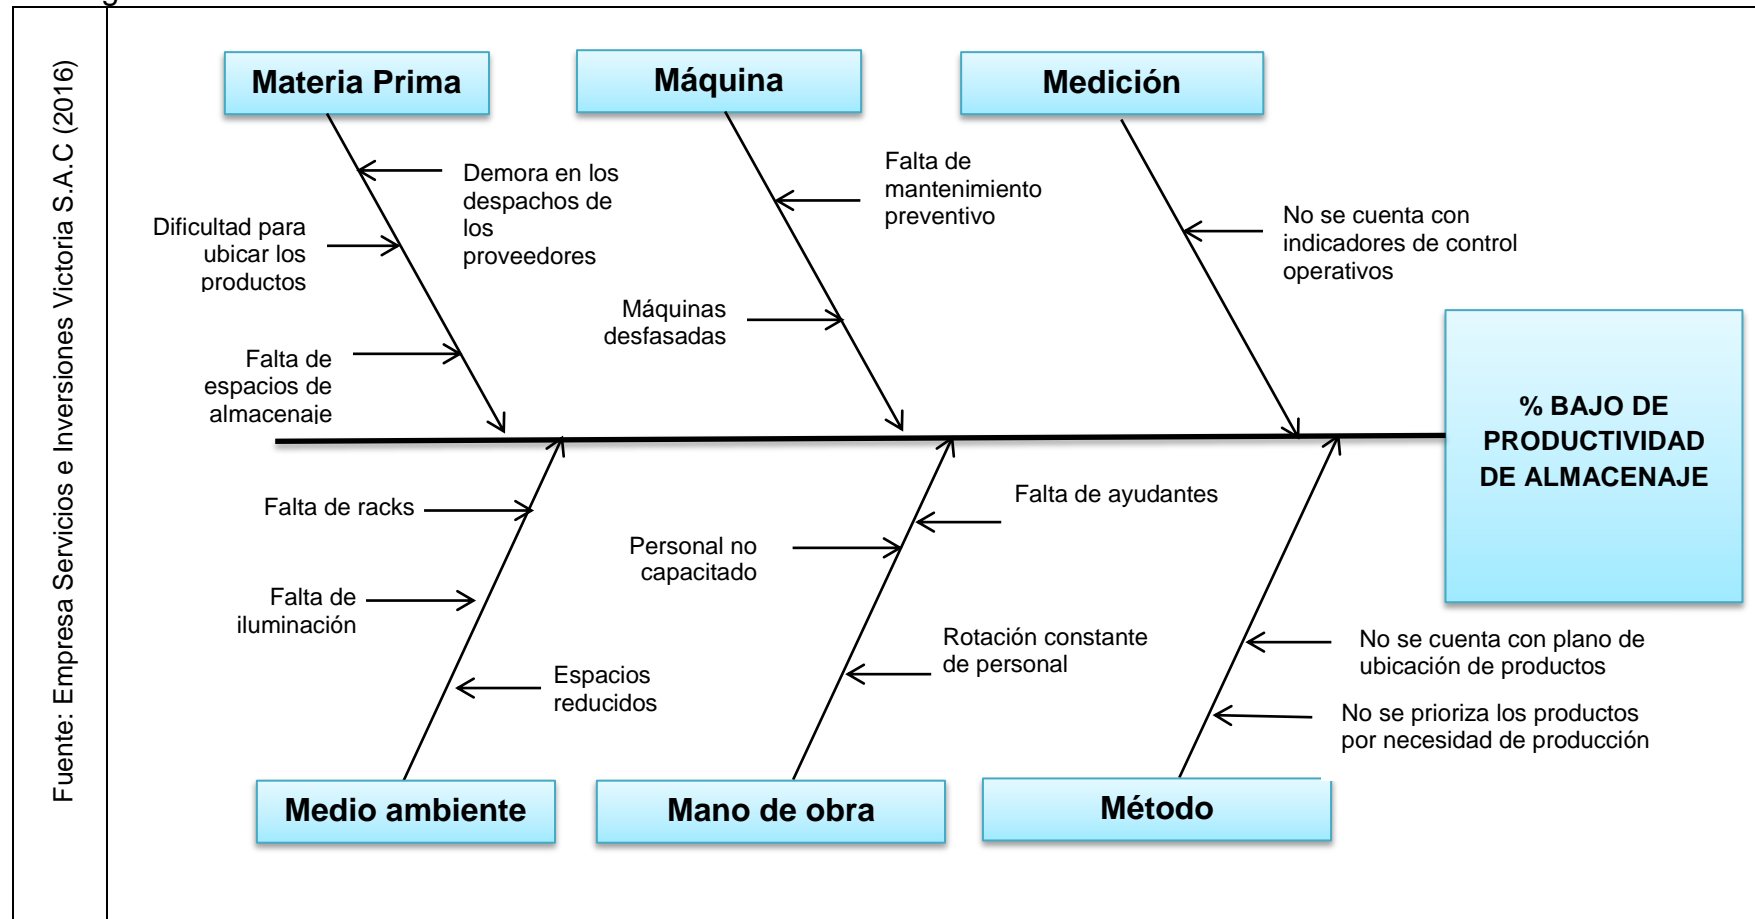 Fuente: Empresa Servicios e Inversiones Victoria S.A.C (2016)
Materia Prima
Máquina
Medición
Demora en los
despachos de
los
proveedores
Dificultad para
ubicar los
productos
Falta de
espacios de
almacenaje
Falta de
mantenimiento
preventivo
Máquinas
desfasadas
No se cuenta con
indicadores de control
operativos
% BAJO DE
PRODUCTIVIDAD
DE ALMACENAJE
Falta de racks
Falta de
iluminación
Espacios
reducidos
Falta de ayudantes
Personal no
capacitado
Rotación constante
de personal
No se cuenta con plano de
ubicación de productos
No se prioriza los productos
por necesidad de producción
Medio ambiente
Mano de obra
Método